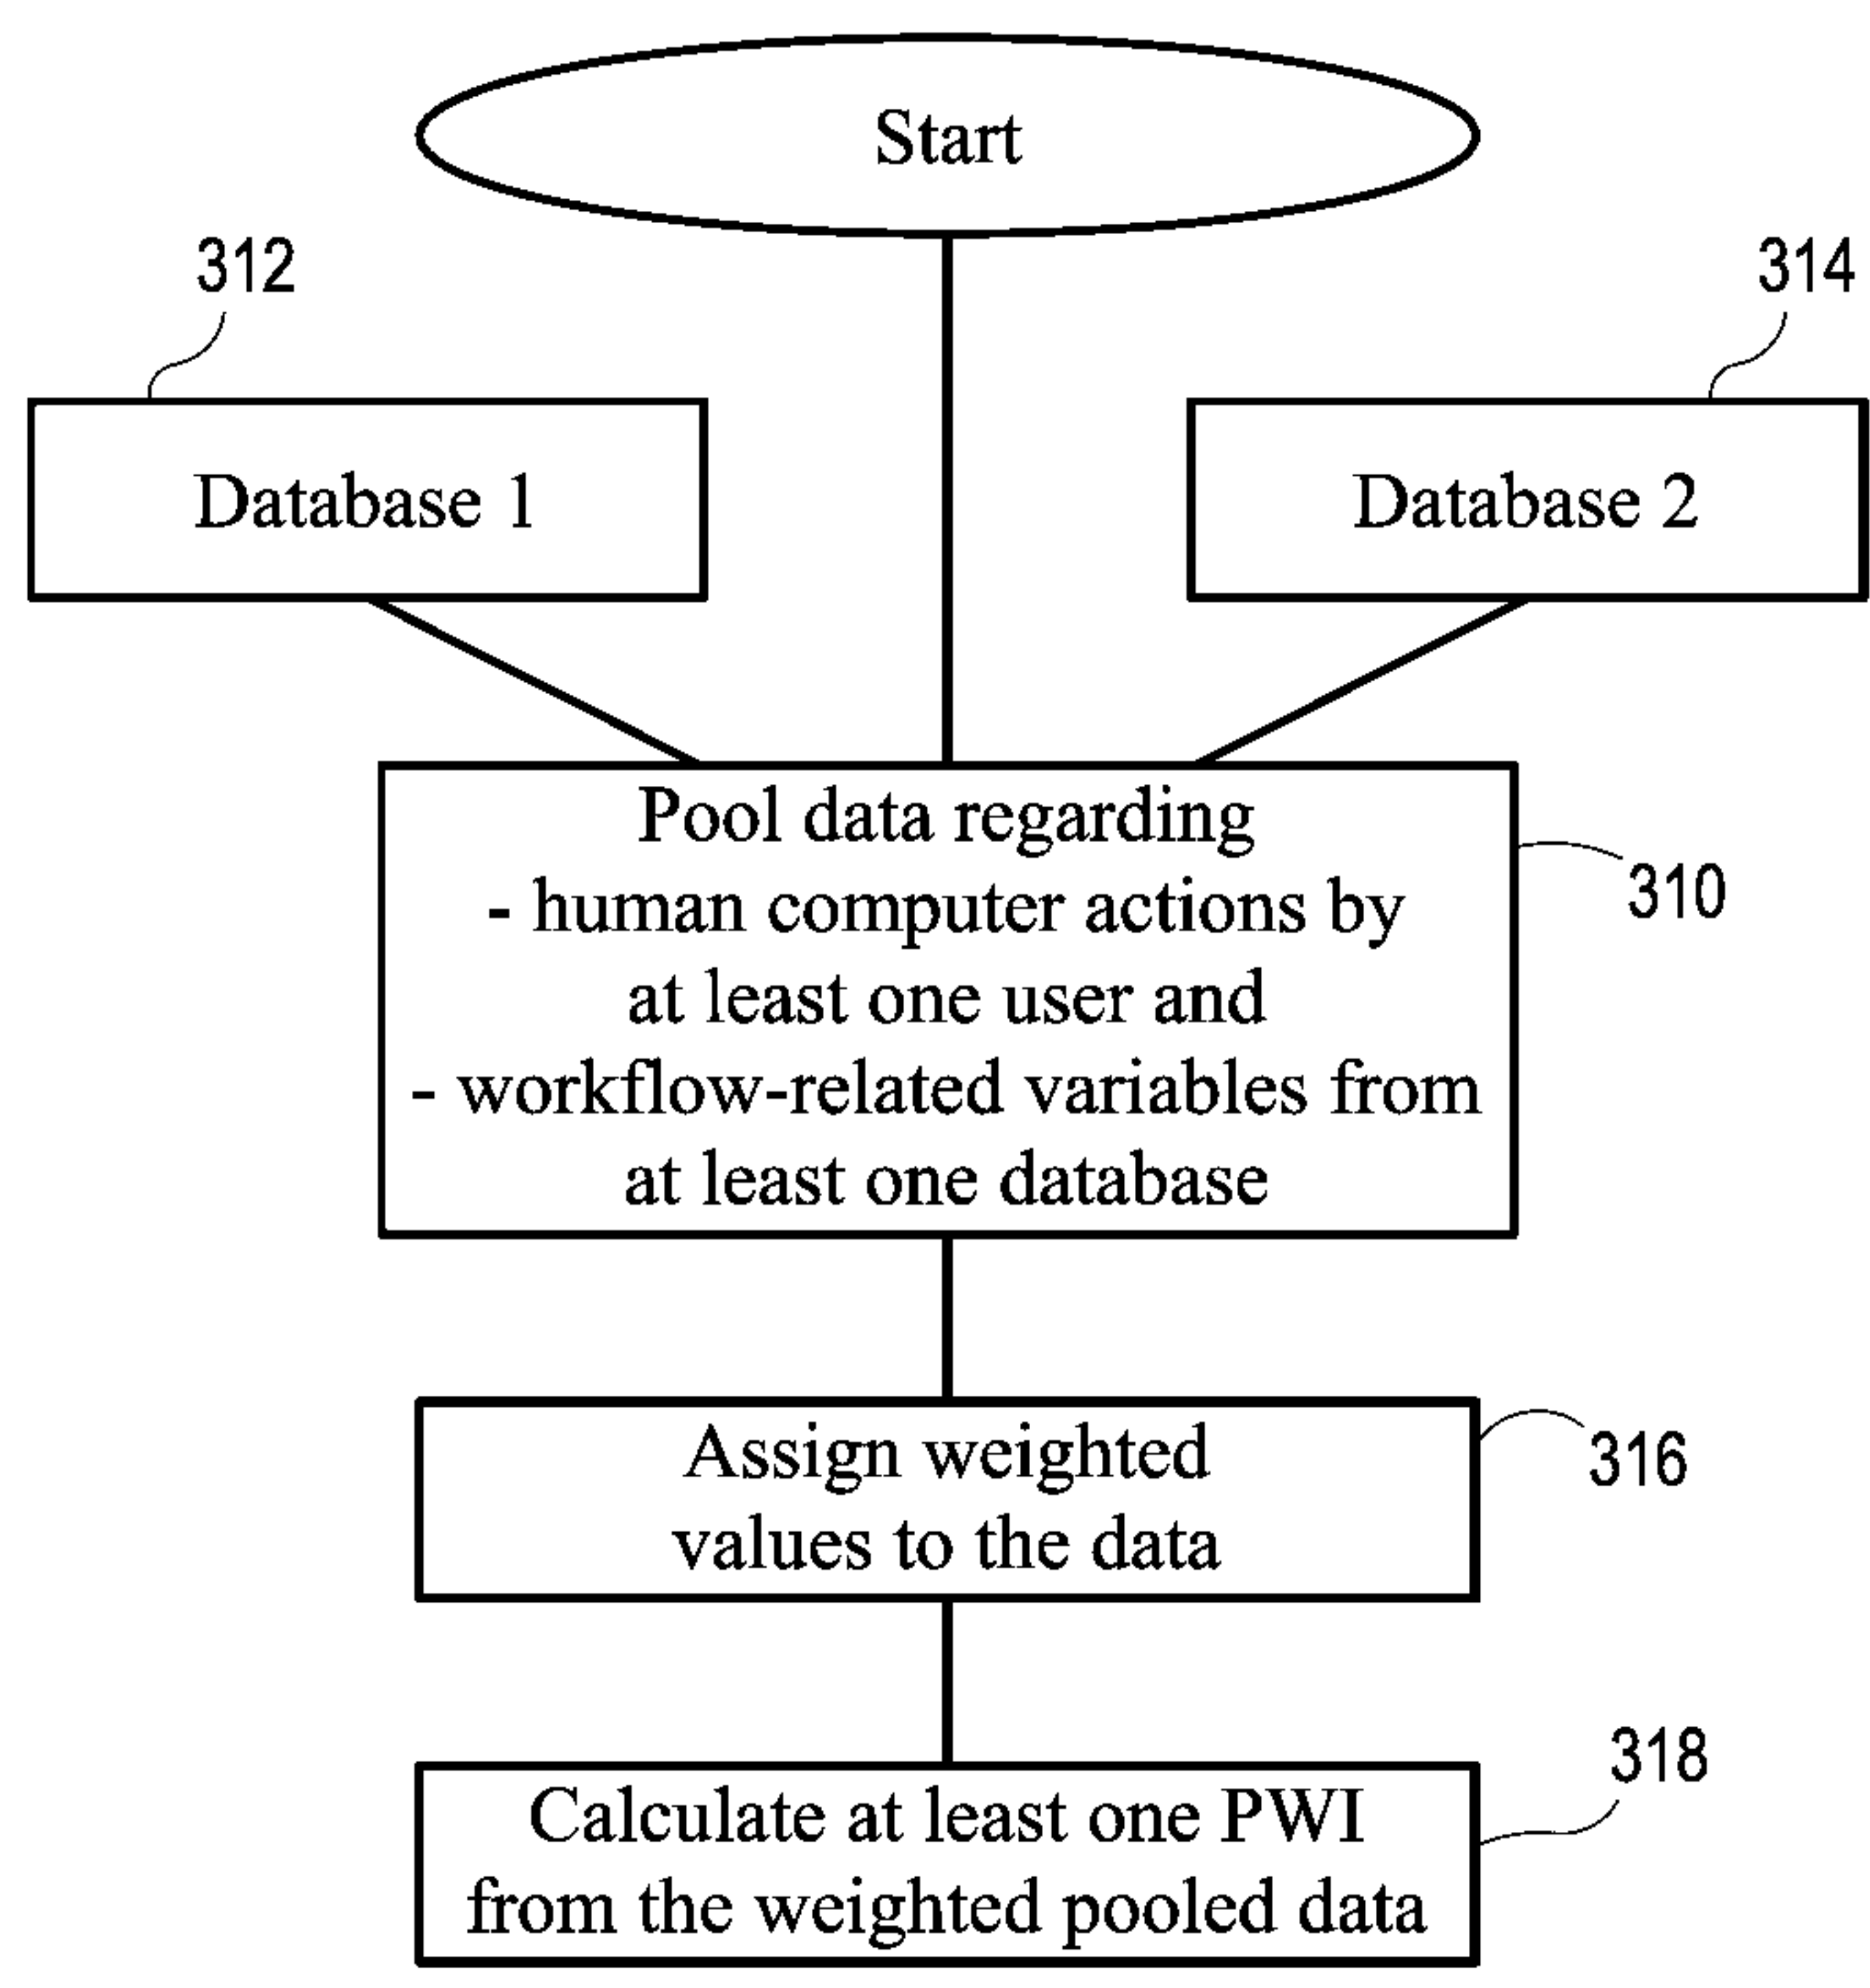 Start
312
314
Database 1
Database 2
Pool data regarding
- human computer actions by
at least one user and
- workflow-related variables from
at least one database
310
Assign weighted
values to the data
316
318
Calculate at least one PWI
from the weighted pooled data